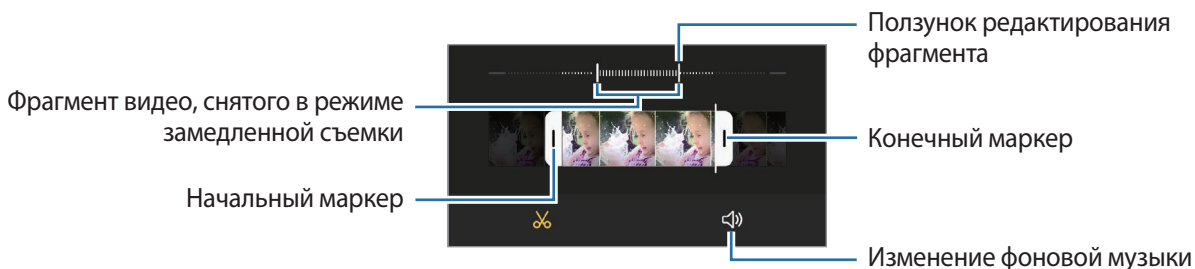 Ползунок редактирования
фрагмента
Фрагмент видео, снятого в режиме
замедленной съемки
Конечный маркер
Начальный маркер
Изменение фоновой музыки